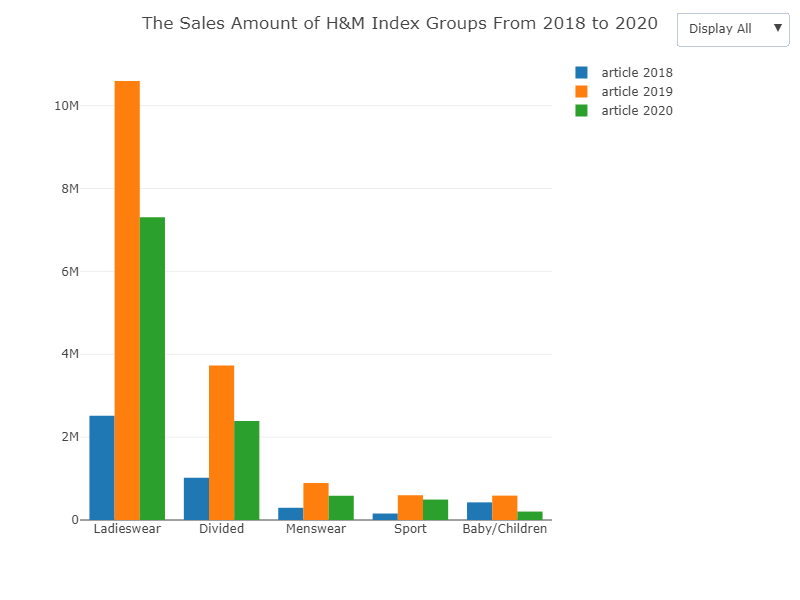 The Sales Amount of H&M Index Groups From 2018 to 2020
Display All ▼
article 2018
article 2019
article 2020
10M
8M
6M
4M
2M
0
Ladieswear Divided Menswear Sport Baby/Children